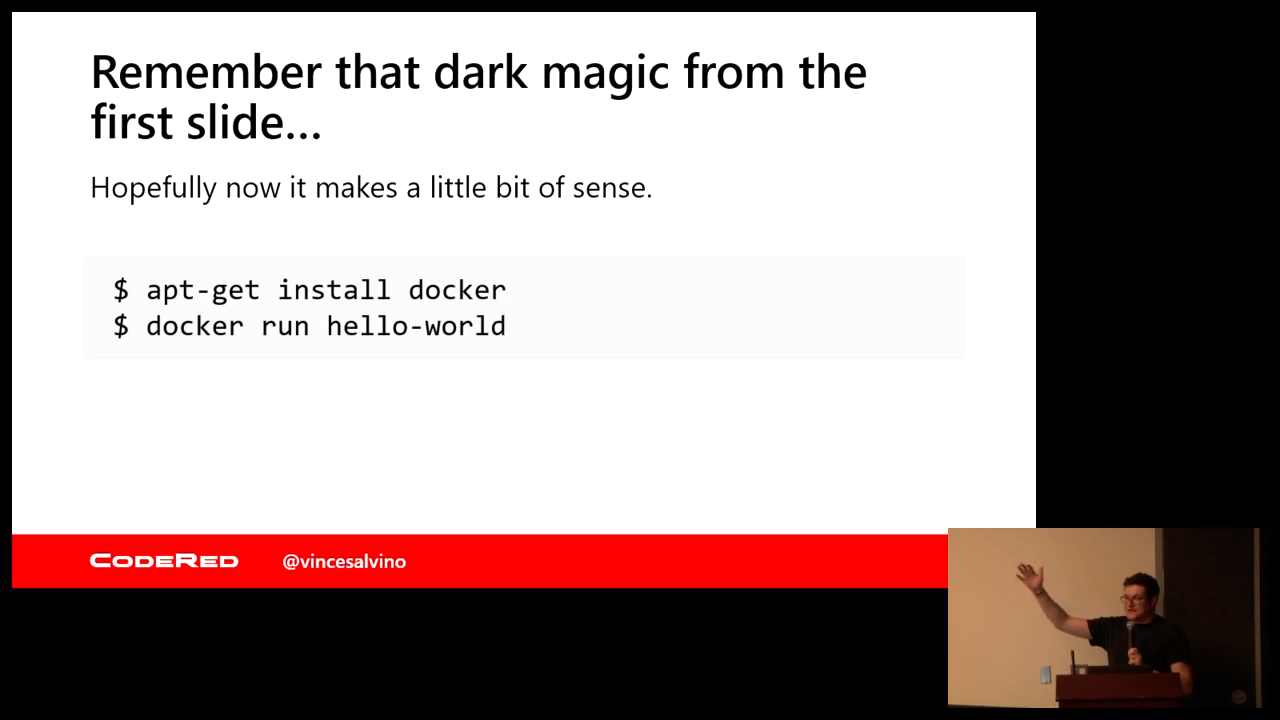 Remember that dark magic from the
first slide...
Hopefully now it makes a little bit of sense.
$ apt-get install docker
$ docker run hello-world
CODERED
@vincesalvino